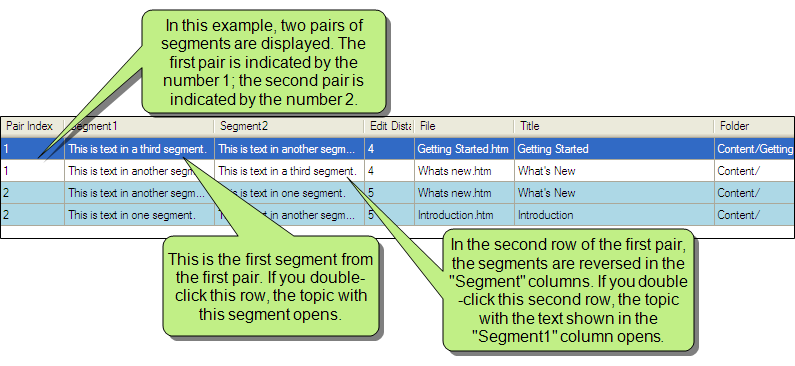 In this example, two pairs of
segments are displayed. The
first pair is indicated by the
number 1; the second pair is
indicated by the number 2.
Pair Index Segment1 Segment2 Edit Dista File Title Folder
1 This is text in a third segment. This is text in another segm... 4 Getting Started.htm Getting Started Content/Getting
1 This is text in another segm... This is text in a third segment. 4 Whats new.htm What's New Content/
2 This is text in another segm... This is text in one segment. 5 Whats new.htm What's New Content/
2 This is text in one segment. is text in another segm... 5 Introduction.htm Introduction Content/
This is the first segment from
the first pair. If you double-
click this row, the topic with
this segment opens.
In the second row of the first pair,
the segments are reversed in the
"Segment" columns. If you double
-click this second row, the topic
with the text shown in the
"Segment1" column opens.